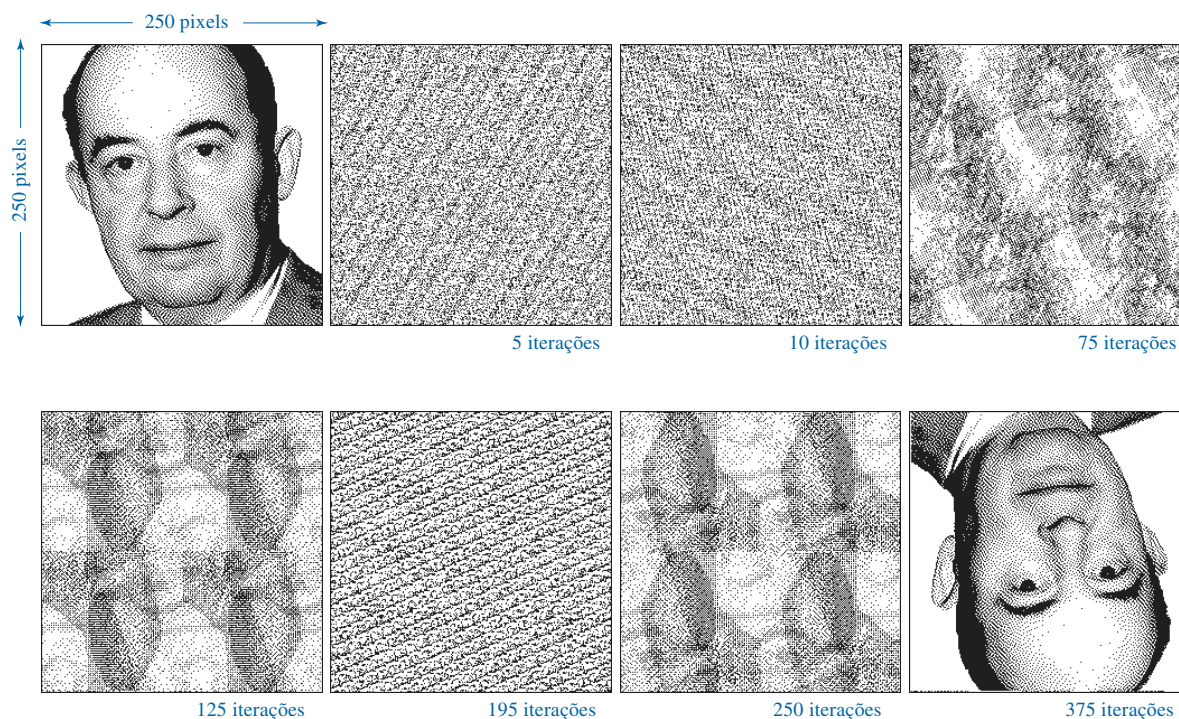 250 pixels
250 pixels
5 iterações
10 iterações
75 iterações
125 iterações
195 iterações
250 iterações
375 iterações